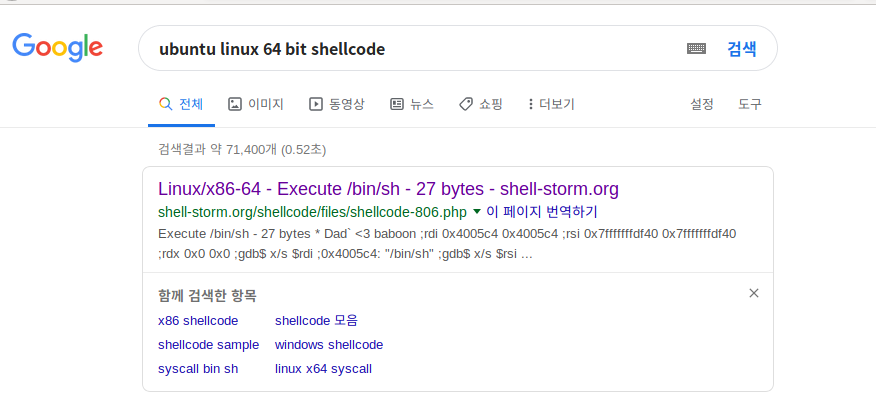 Google
ubuntu linux 64 bit shellcode 검색
전체 이미지 동영상 뉴스 쇼핑 더보기 설정 도구
검색결과 약 71,400개 (0.52초)
Linux/x86-64 - Execute /bin/sh - 27 bytes - shell-storm.org
shell-storm.org/shellcode/files/shellcode-806.php 이 페이지 번역하기
Execute /bin/sh - 27 bytes * Dad` <3 baboon ;rdi 0x4005c4 0x4005c4 ;rsi 0x7fffffffdf40 0x7fffffffdf40
;rdx 0x0 0x0 ;gdb$ x/s $rdi ;0x4005c4: "/bin/sh" ;gdb$ x/s $rsi ...
함께 검색한 항목
x86 shellcode shellcode 모음
shellcode sample windows shellcode
syscall bin sh linux x64 syscall